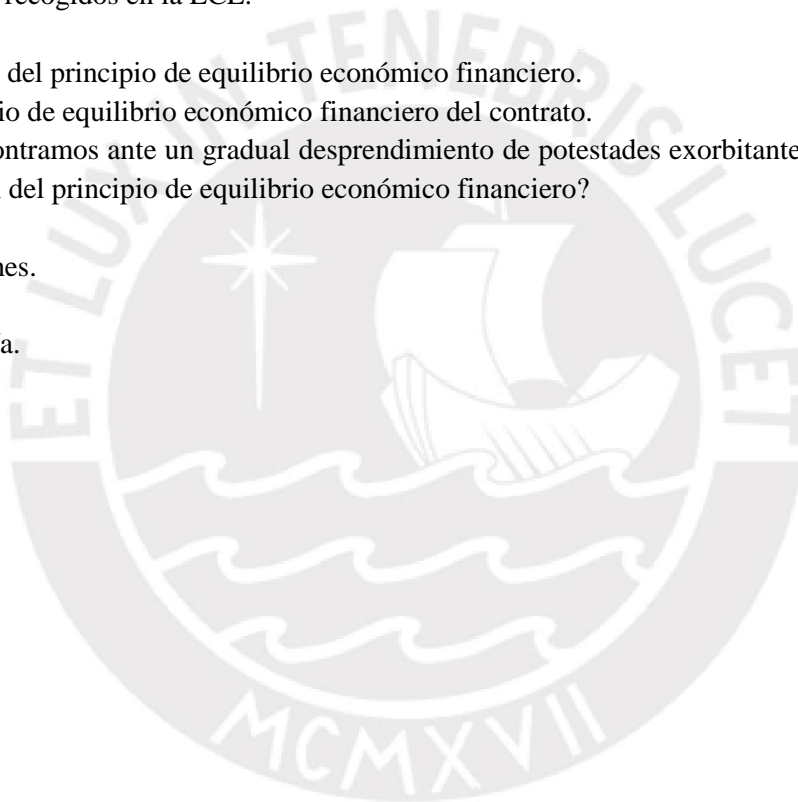 recogidos en la LCE.
del principio de equilibrio económico financiero.
io de equilibrio económico financiero del contrato.
ontramos ante un gradual desprendimiento de potestades exorbitante
del principio de equilibrio económico financiero?
nes.
a.
ET LUX IN TENEBRIS LUCET
MCMXVII